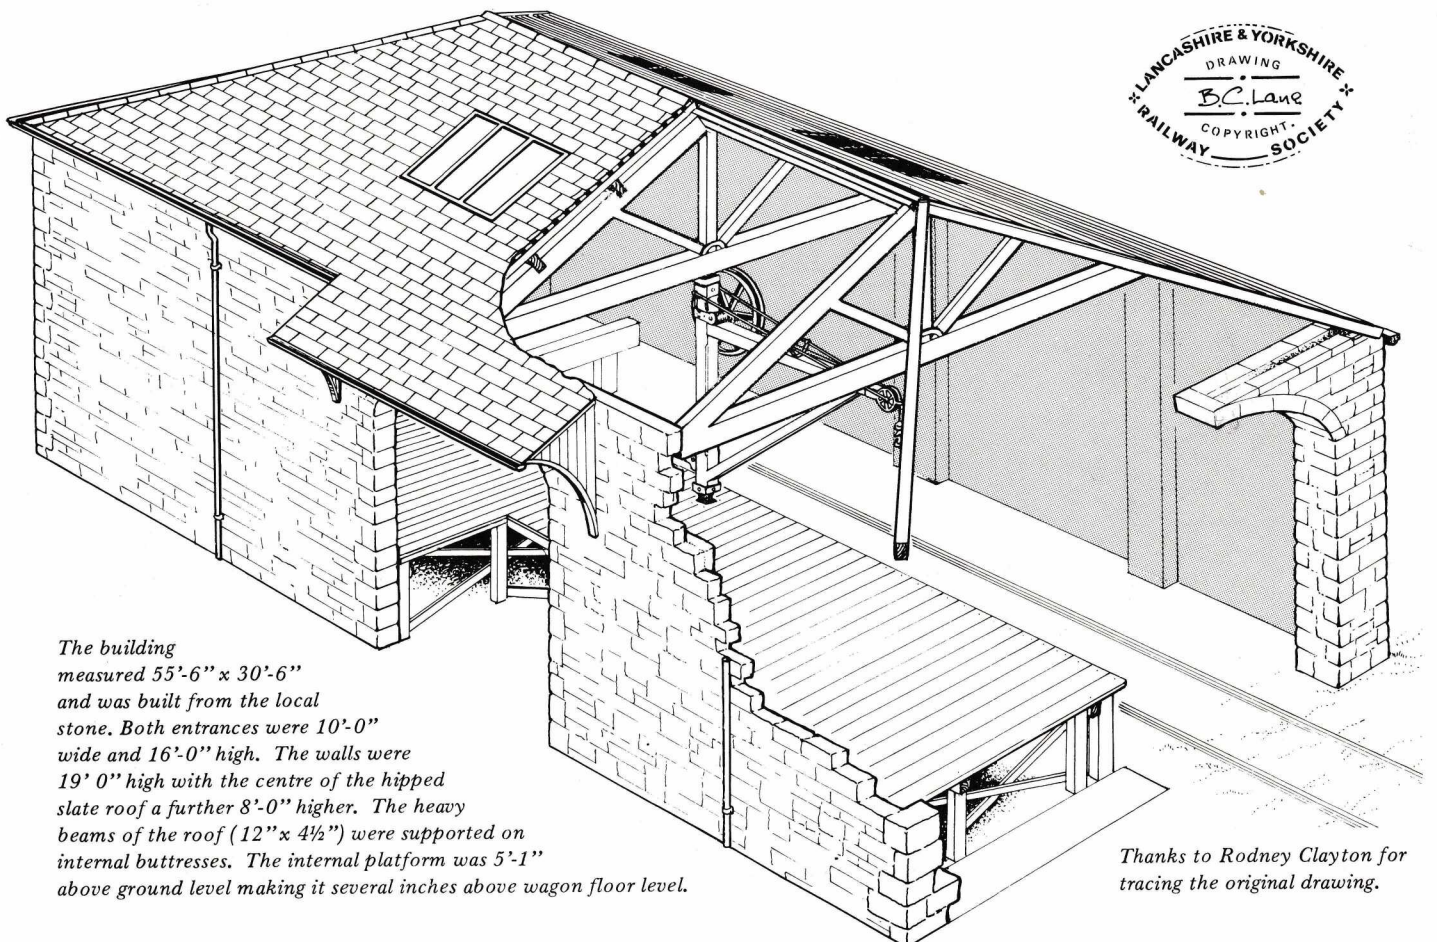 LANCASHIRE & YORKSHIRE
DRAWING
B.C. Lane
COPYRIGHT.
RAILWAY SOCIETY
The building
measured 55'-6" x 30'-6"
and was built from the local
stone. Both entrances were 10'-0"
wide and 16'-0" high. The walls were
19' 0" high with the centre of the hipped
slate roof a further 8'-0" higher. The heavy
beams of the roof (12" x 4½") were supported on
internal buttresses. The internal platform was 5'-1"
above ground level making it several inches above wagon floor level.
Thanks to Rodney Clayton for
tracing the original drawing.